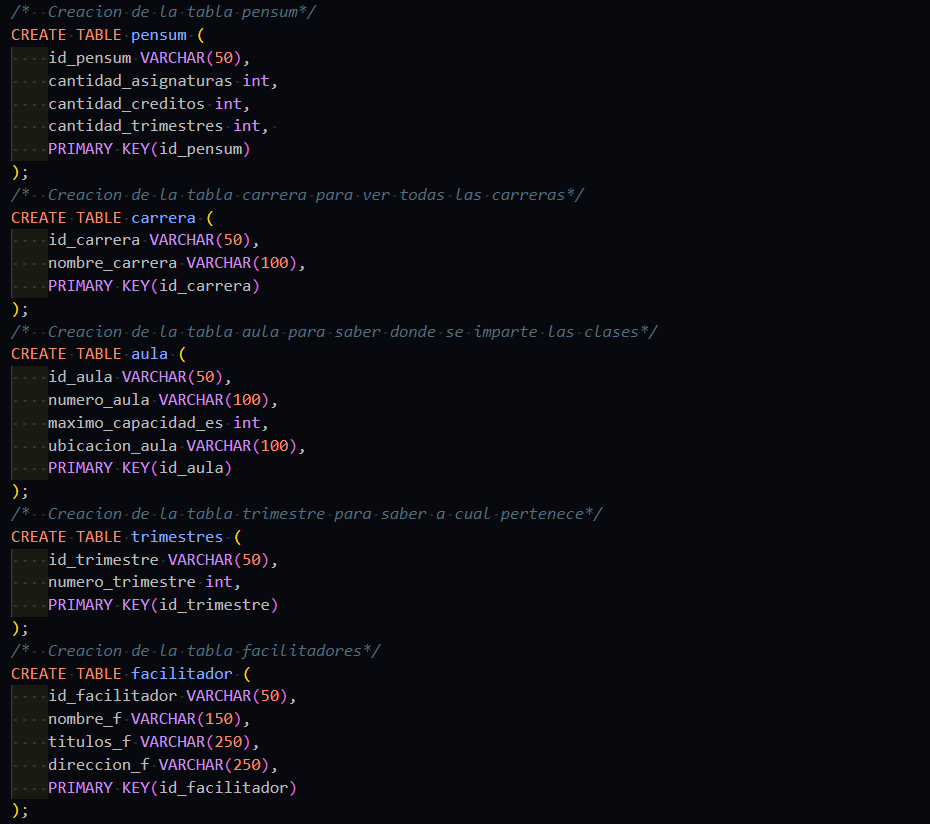 /*  Creacion de la tabla pensum*/
CREATE TABLE pensum (
    id_pensum VARCHAR(50),
    cantidad_asignaturas int,
    cantidad_creditos int,
    cantidad_trimestres int,
    PRIMARY KEY(id_pensum)
);
/*  Creacion de la tabla carrera para ver todas las carreras*/
CREATE TABLE carrera (
    id_carrera VARCHAR(50),
    nombre_carrera VARCHAR(100),
    PRIMARY KEY(id_carrera)
);
/*  Creacion de la tabla aula para saber donde se imparte las clases*/
CREATE TABLE aula (
    id_aula VARCHAR(50),
    numero_aula VARCHAR(100),
    maximo_capacidad_es int,
    ubicacion_aula VARCHAR(100),
    PRIMARY KEY(id_aula)
);
/*  Creacion de la tabla trimestre para saber a cual pertenece*/
CREATE TABLE trimestres (
    id_trimestre VARCHAR(50),
    numero_trimestre int,
    PRIMARY KEY(id_trimestre)
);
/*  Creacion de la tabla facilitadores*/
CREATE TABLE facilitador (
    id_facilitador VARCHAR(50),
    nombre_f VARCHAR(150),
    titulos_f VARCHAR(250),
    direccion_f VARCHAR(250),
    PRIMARY KEY(id_facilitador)
);